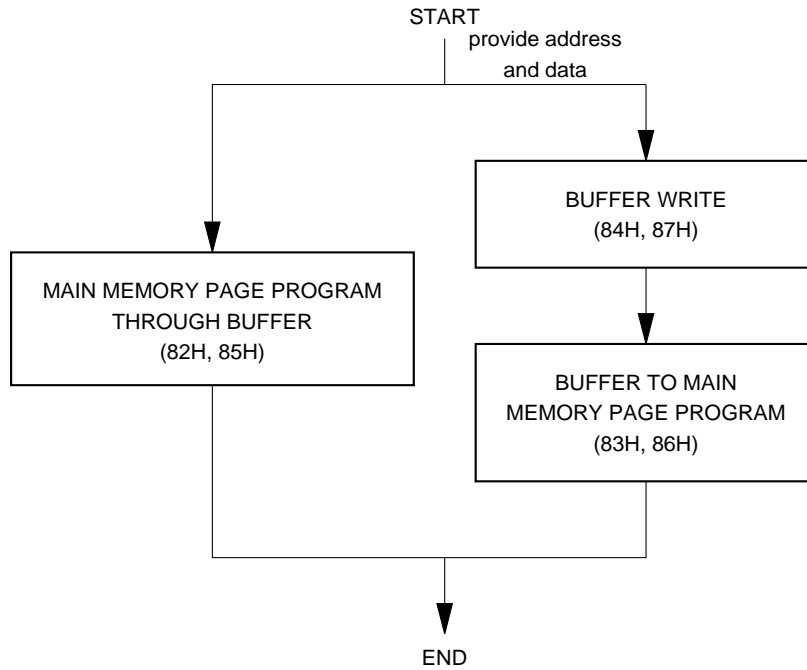 START
provide address
and data
BUFFER WRITE
(84H, 87H)
MAIN MEMORY PAGE PROGRAM
THROUGH BUFFER
(82H, 85H)
BUFFER TO MAIN
MEMORY PAGE PROGRAM
(83H, 86H)
END